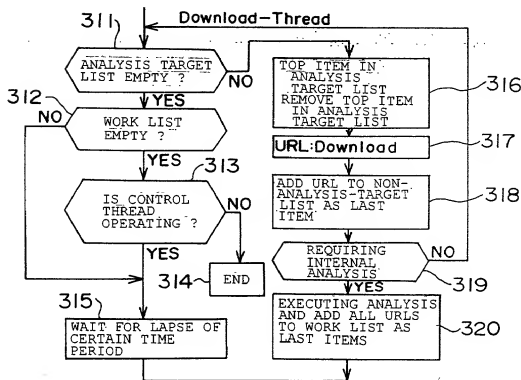 Download-Thread
311
ANALYSIS TARGET
LIST EMPTY ?
NO
YES
312
NO
WORK LIST
EMPTY ?
YES
313
IS CONTROL
THREAD
OPERATING ?
NO
YES
314
END
315
WAIT FOR LAPSE OF
CERTAIN TIME
PERIOD
TOP ITEM IN
ANALYSIS
TARGET LIST
REMOVE TOP ITEM
IN ANALYSIS
TARGET LIST
316
URL:Download
317
ADD URL TO NON-
ANALYSIS-TARGET
LIST AS LAST
ITEM
318
REQUIRING
INTERNAL
ANALYSIS
NO
319
YES
EXECUTING ANALYSIS
AND ADD ALL URLS
TO WORK LIST AS
LAST ITEMS
320